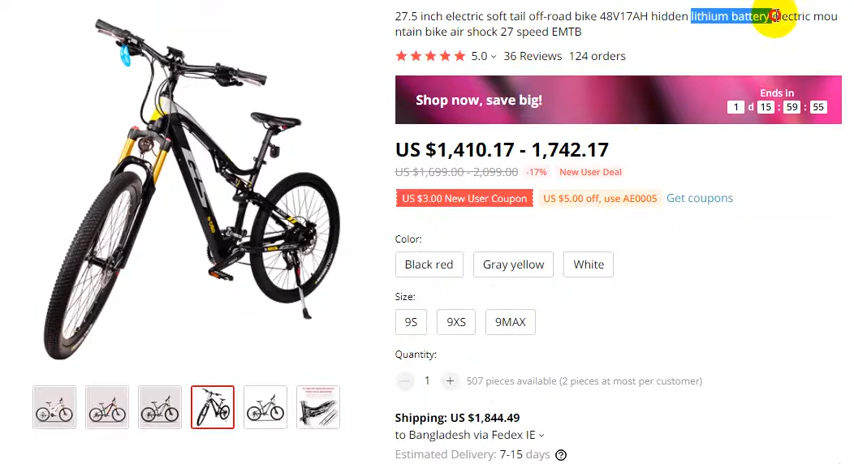 27.5 inch electric soft tail off-road bike 48V17AH hidden lithium battery electric mou
ntain bike air shock 27 speed EMTB
5.0 36 Reviews 124 orders
Shop now, save big!
Ends in
1 d 15 : 59 : 55
US $1,410.17 - 1,742.17
US $1,699.00 - 2,099.00 -17% New User Deal
US $3.00 New User Coupon US $5.00 off, use AE0005 Get coupons
Color:
Black red Gray yellow White
Size:
9S 9XS 9MAX
Quantity:
1 507 pieces available (2 pieces at most per customer)
Shipping: US $1,844.49
to Bangladesh via Fedex IE
Estimated Delivery: 7-15 days